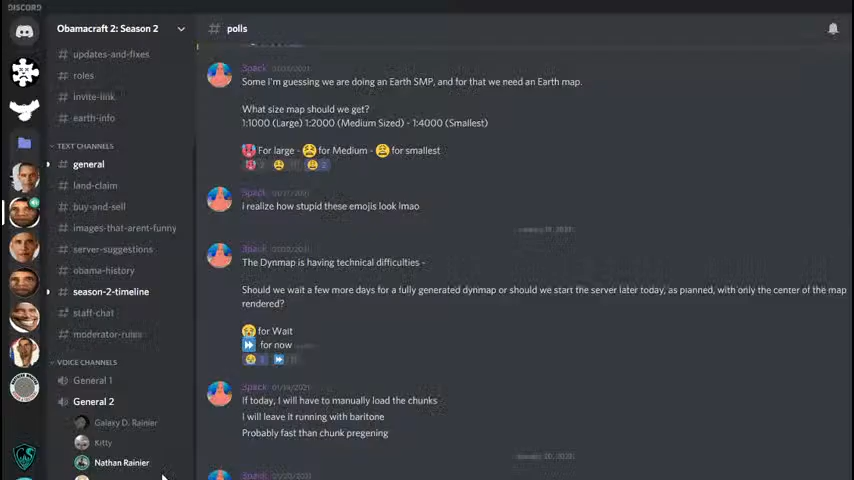 DISCORD
Obamacraft 2: Season 2
# polls
# updates-and-fixes
# roles
# invite-link
# earth-info
TEXT CHANNELS
# general
# land-claim
# buy-and-sell
# images-that-arent-funny
# server-suggestions
# obama-history
# season-2-timeline
# staff-chat
# moderator-rules
VOICE CHANNELS
General 1
General 2
Galaxy D. Rainier
Kitty
Nathan Rainier
3pack
Some I'm guessing we are doing an Earth SMP, and for that we need an Earth map.
What size map should we get?
1:1000 (Large) 1:2000 (Medium Sized) - 1:4000 (Smallest)
For large - for Medium - for smallest
2
2
3pack
I realize how stupid these emojis look lmao
3pack
The Dynmap is having technical difficulties -
Should we wait a few more days for a fully generated dynmap or should we start the server later today, as planned, with only the center of the map
rendered?
for Wait
for now
3pack
If today, I will have to manually load the chunks
I will leave it running with baritone
Probably fast than chunk pregening
3pack